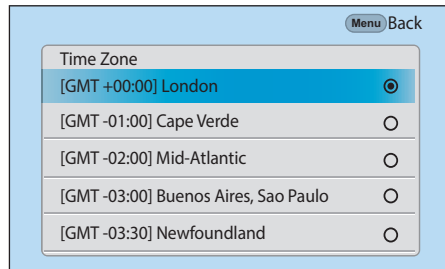 Menu Back
Time Zone
[GMT +00:00] London
[GMT -01:00] Cape Verde
[GMT -02:00] Mid-Atlantic
[GMT -03:00] Buenos Aires, Sao Paulo
[GMT -03:30] Newfoundland